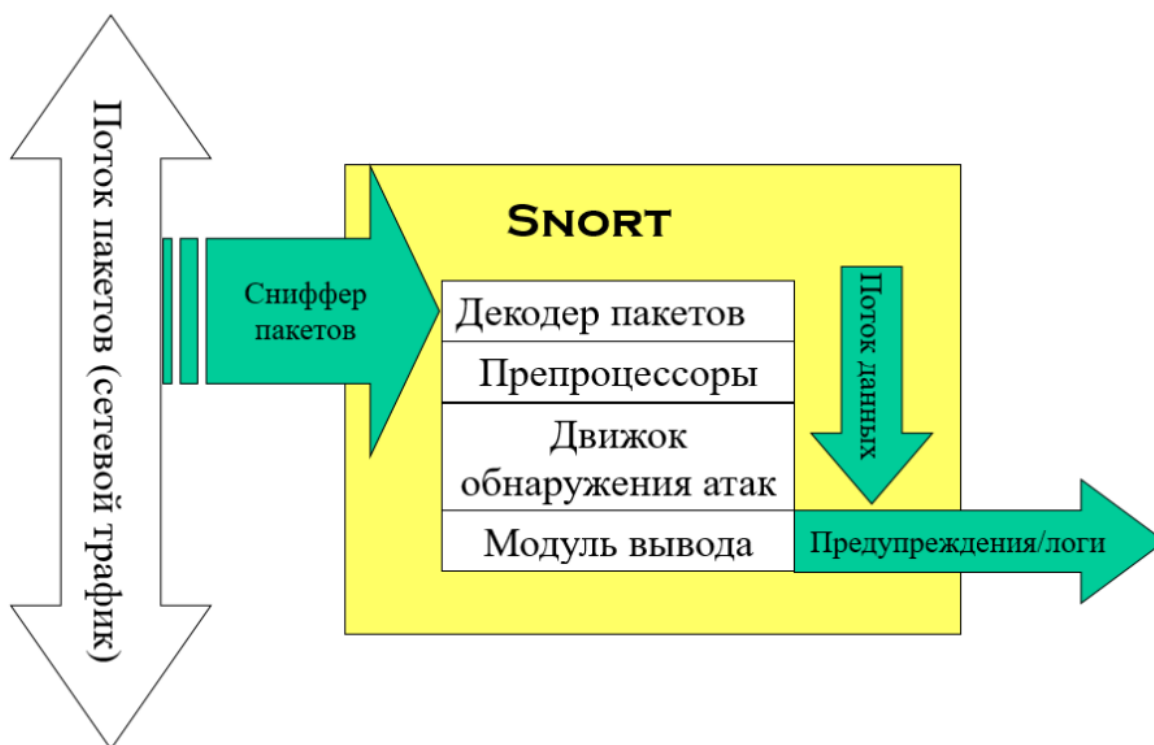 Поток пакетов (сетевой трафик)
Сниффер
пакетов
SNORT
Декодер пакетов
Препроцессоры
Движок
обнаружения атак
Модуль вывода
Поток данных
Предупреждения/логи